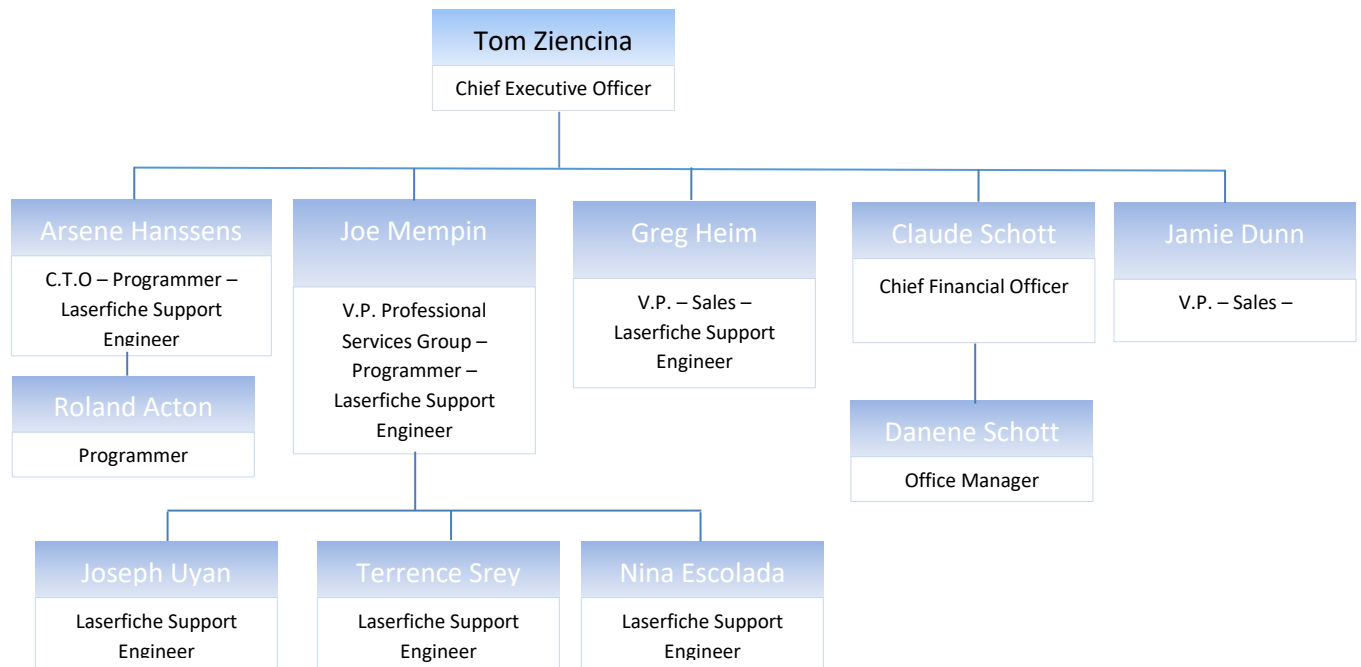 Tom Ziencina
Chief Executive Officer
Arsene Hanssens
C.T.O – Programmer –
Laserfiche Support
Engineer
Joe Mempin
V.P. Professional
Services Group –
Programmer –
Laserfiche Support
Engineer
Greg Heim
V.P. – Sales –
Laserfiche Support
Engineer
Claude Schott
Chief Financial Officer
Jamie Dunn
V.P. – Sales –
Roland Acton
Programmer
Danene Schott
Office Manager
Joseph Uyan
Laserfiche Support
Engineer
Terrence Srey
Laserfiche Support
Engineer
Nina Escolada
Laserfiche Support
Engineer